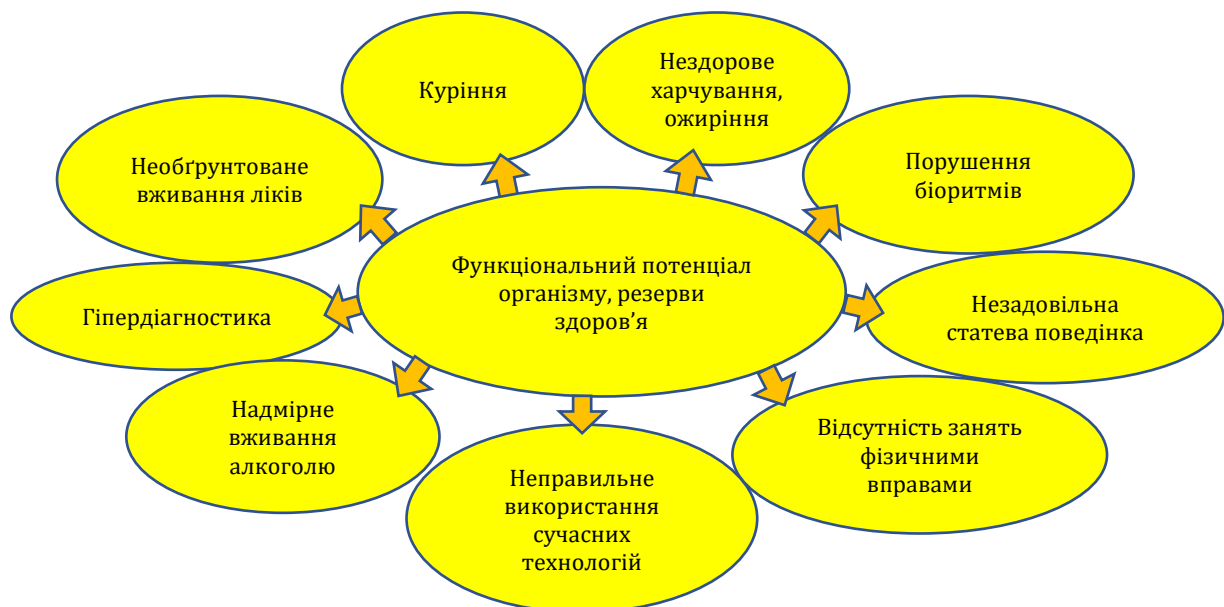 Куріння
Нездорове
харчування,
ожиріння
Необґрунтоване
вживання ліків
Порушення
біоритмів
Функціональний потенціал
організму, резерви
здоров’я
Гіпердіагностика
Незадовільна
статева поведінка
Надмірне
вживання
алкоголю
Відсутність занять
фізичними
вправами
Неправильне
використання
сучасних
технологій